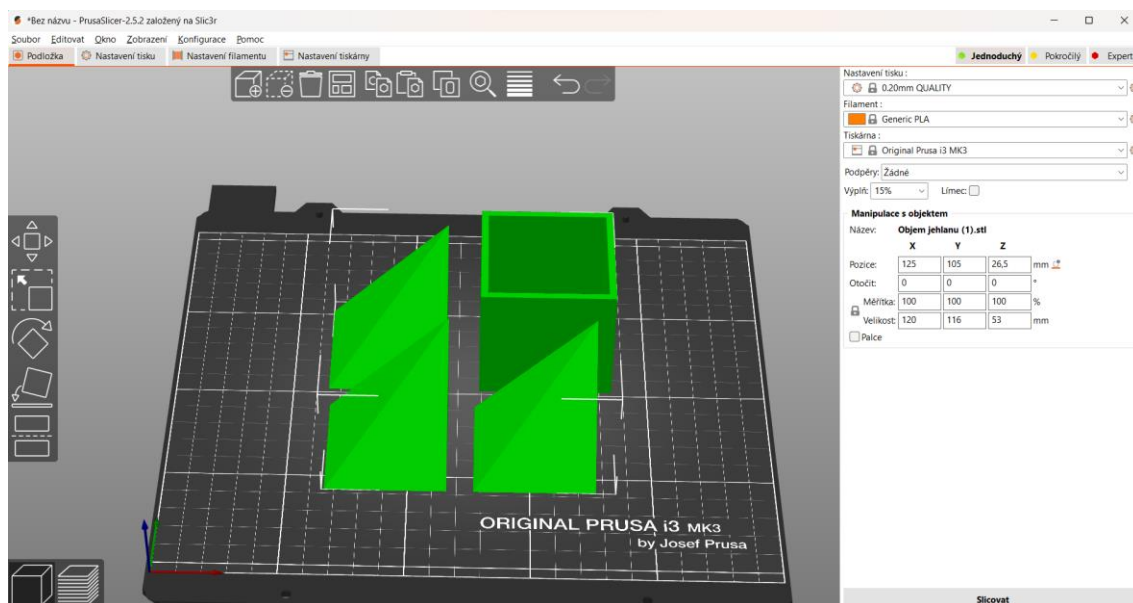 *Bez názvu - PrusaSlicer-2.5.2 založený na Slic3r
Soubor Editovat Okno Zobrazení Konfigurace Pomoc
Podložka Nastavení tisku Nastavení filamentu Nastavení tiskárny Jednoduchý Pokročilý Expert
Nastavení tisku :
0.20mm QUALITY
Filament :
Generic PLA
Tiskárna :
Original Prusa i3 MK3
Podpěry: Žádné
Výplň: 15% Límec:
Manipulace s objektem
Název: Objem jehlanu (1).stl
X Y Z
Pozice: 125 105 26,5 mm
Otočit: 0 0 0 °
Měřítka: 100 100 100 %
Velikost: 120 116 53 mm
Palce
ORIGINAL PRUSA i3 MK3
by Josef Prusa
Slicovat